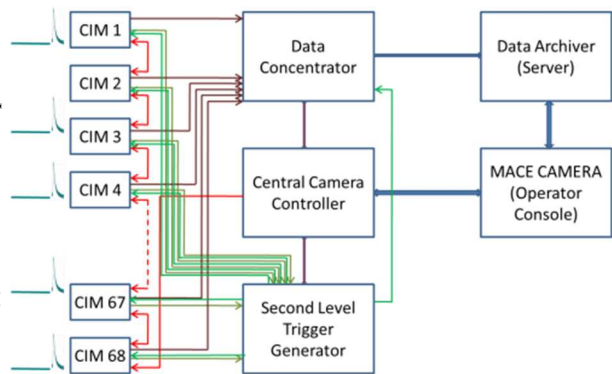 CIM 1
CIM 2
CIM 3
CIM 4
CIM 67
CIM 68
Data
Concentrator
Central Camera
Controller
Second Level
Trigger
Generator
Data Archiver
(Server)
MACE CAMERA
(Operator
Console)